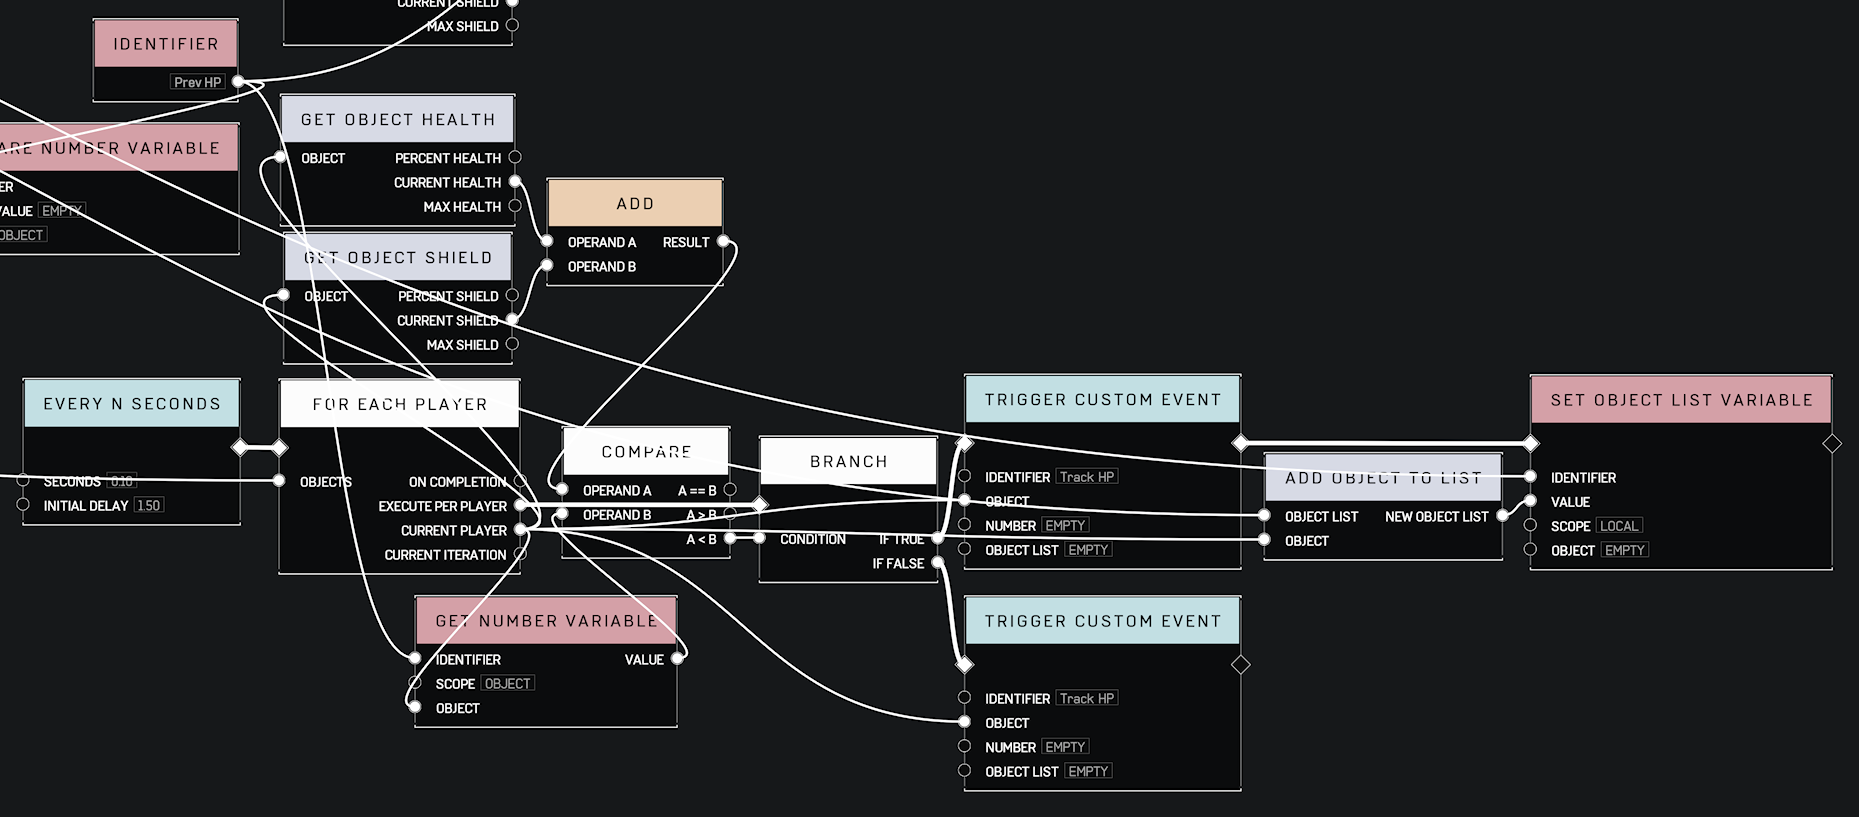 CURRENT SHIELD
MAX SHIELD
IDENTIFIER
Prev HP
ARE NUMBER VARIABLE
ER
VALUE EMPTY
OBJECT
GET OBJECT HEALTH
OBJECT PERCENT HEALTH
CURRENT HEALTH
MAX HEALTH
ADD
OPERAND A RESULT
OPERAND B
GET OBJECT SHIELD
OBJECT PERCENT SHIELD
CURRENT SHIELD
MAX SHIELD
EVERY N SECONDS
SECONDS 0.10
INITIAL DELAY 1.50
FOR EACH PLAYER
OBJECTS ON COMPLETION
EXECUTE PER PLAYER
CURRENT PLAYER
CURRENT ITERATION
COMPARE
OPERAND A A == B
OPERAND B A > B
A < B
BRANCH
CONDITION IF TRUE
IF FALSE
GET NUMBER VARIABLE
IDENTIFIER VALUE
SCOPE OBJECT
OBJECT
TRIGGER CUSTOM EVENT
IDENTIFIER Track HP
OBJECT
NUMBER EMPTY
OBJECT LIST EMPTY
TRIGGER CUSTOM EVENT
IDENTIFIER Track HP
OBJECT
NUMBER EMPTY
OBJECT LIST EMPTY
ADD OBJECT TO LIST
OBJECT LIST NEW OBJECT LIST
OBJECT
SET OBJECT LIST VARIABLE
IDENTIFIER
VALUE
SCOPE LOCAL
OBJECT EMPTY